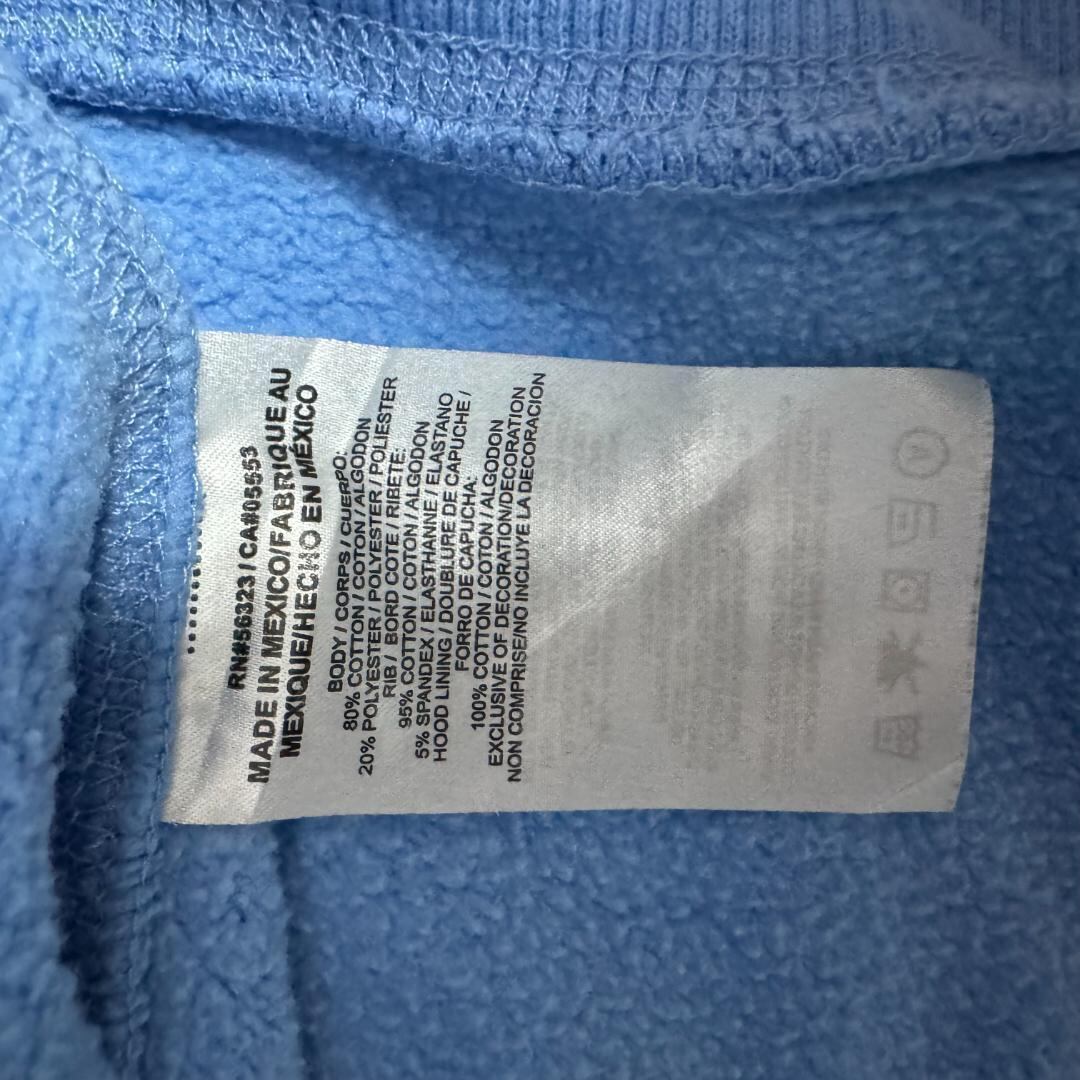 RN#56323 / CA#05553
MADE IN MEXICO/FABRIQUE AU
MEXIQUE/HECHO EN MÉXICO
BODY / CORPS / CUERPO:
80% COTTON / COTON / ALGODON
20% POLYESTER / POLYESTER / POLIESTER
RIB / BORD COTE / RIBETE:
95% COTTON / COTON / ALGODON
5% SPANDEX / ELASTHANNE / ELASTANO
HOOD LINING / DOUBLURE DE CAPUCHE /
FORRO DE CAPUCHA:
100% COTTON / COTON / ALGODON
EXCLUSIVE OF DECORATION/DECORATION
NON COMPRISE/NO INCLUYE LA DECORACION